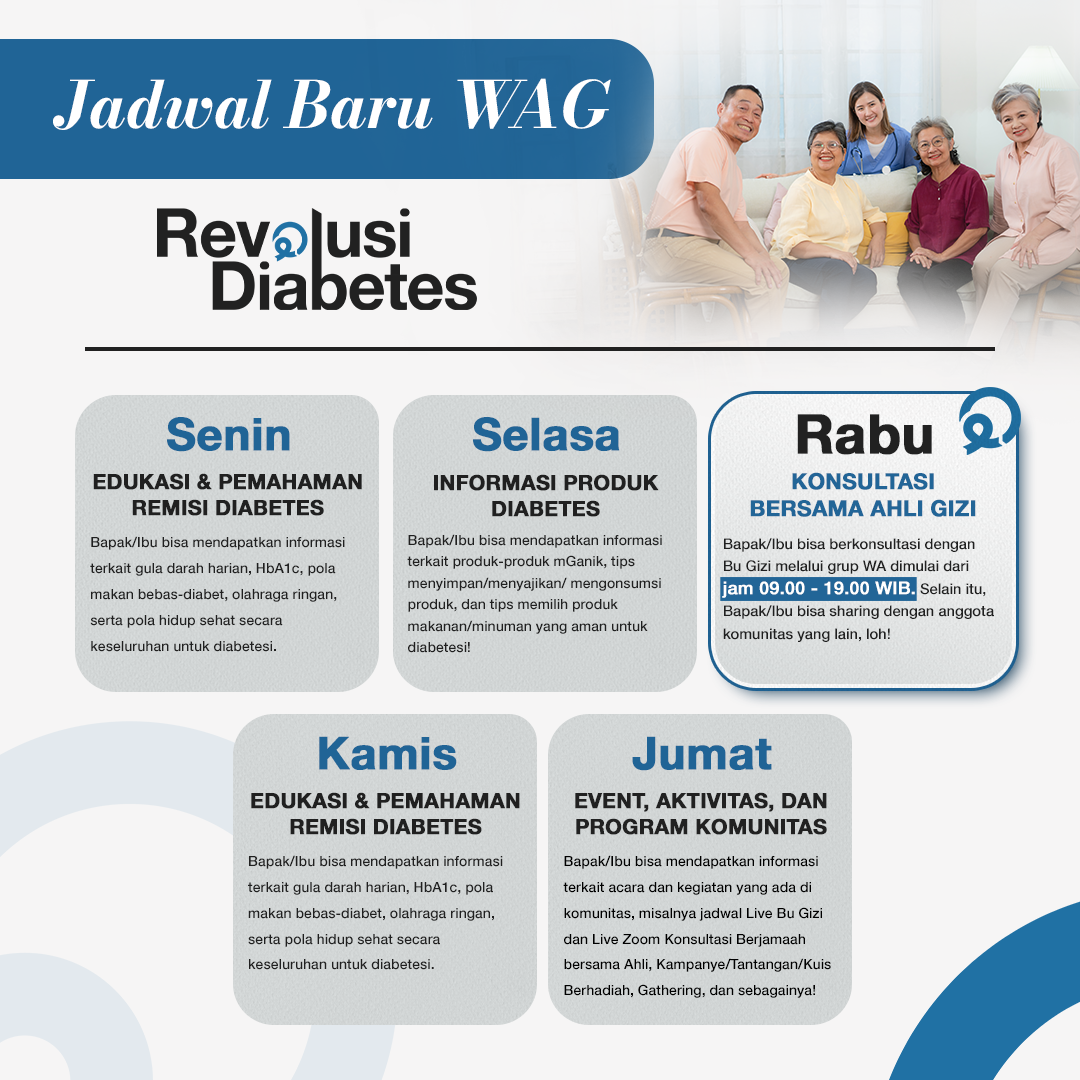 Jadwal Baru WAG
Revolusi
Diabetes
Senin
EDUKASI & PEMAHAMAN
REMISI DIABETES
Bapak/Ibu bisa mendapatkan informasi
terkait gula darah harian, HbA1c, pola
makan bebas-diabet, olahraga ringan,
serta pola hidup sehat secara
keseluruhan untuk diabetesi.
Selasa
INFORMASI PRODUK
DIABETES
Bapak/Ibu bisa mendapatkan informasi
terkait produk-produk mGanik, tips
menyimpan/menyajikan/ mengonsumsi
produk, dan tips memilih produk
makanan/minuman yang aman untuk
diabetesi!
Rabu
KONSULTASI
BERSAMA AHLI GIZI
Bapak/Ibu bisa berkonsultasi dengan
Bu Gizi melalui grup WA dimulai dari
jam 09.00 - 19.00 WIB. Selain itu,
Bapak/Ibu bisa sharing dengan anggota
komunitas yang lain, loh!
Kamis
EDUKASI & PEMAHAMAN
REMISI DIABETES
Bapak/Ibu bisa mendapatkan informasi
terkait gula darah harian, HbA1c, pola
makan bebas-diabet, olahraga ringan,
serta pola hidup sehat secara
keseluruhan untuk diabetesi.
Jumat
EVENT, AKTIVITAS, DAN
PROGRAM KOMUNITAS
Bapak/Ibu bisa mendapatkan informasi
terkait acara dan kegiatan yang ada di
komunitas, misalnya jadwal Live Bu Gizi
dan Live Zoom Konsultasi Berjamaah
bersama Ahli, Kampanye/Tantangan/Kuis
Berhadiah, Gathering, dan sebagainya!